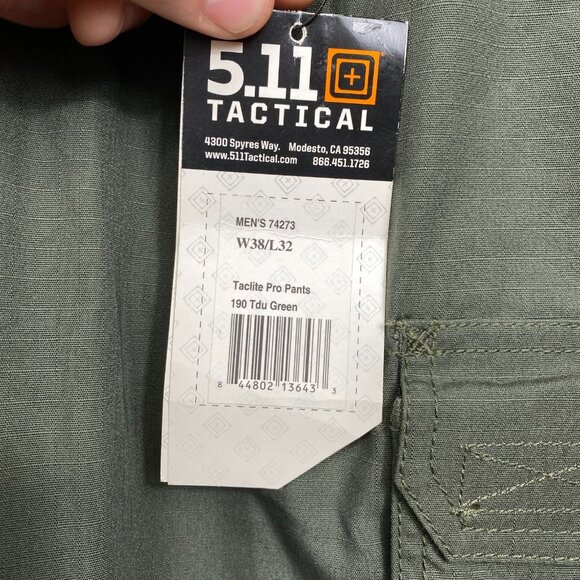 5.11
TACTICAL
4300 Spyres Way. Modesto, CA 95356
www.511Tactical.com 866.451.1726
MEN'S 74273
W38/L32
Taclite Pro Pants
190 Tdu Green
8 44802 13643 3